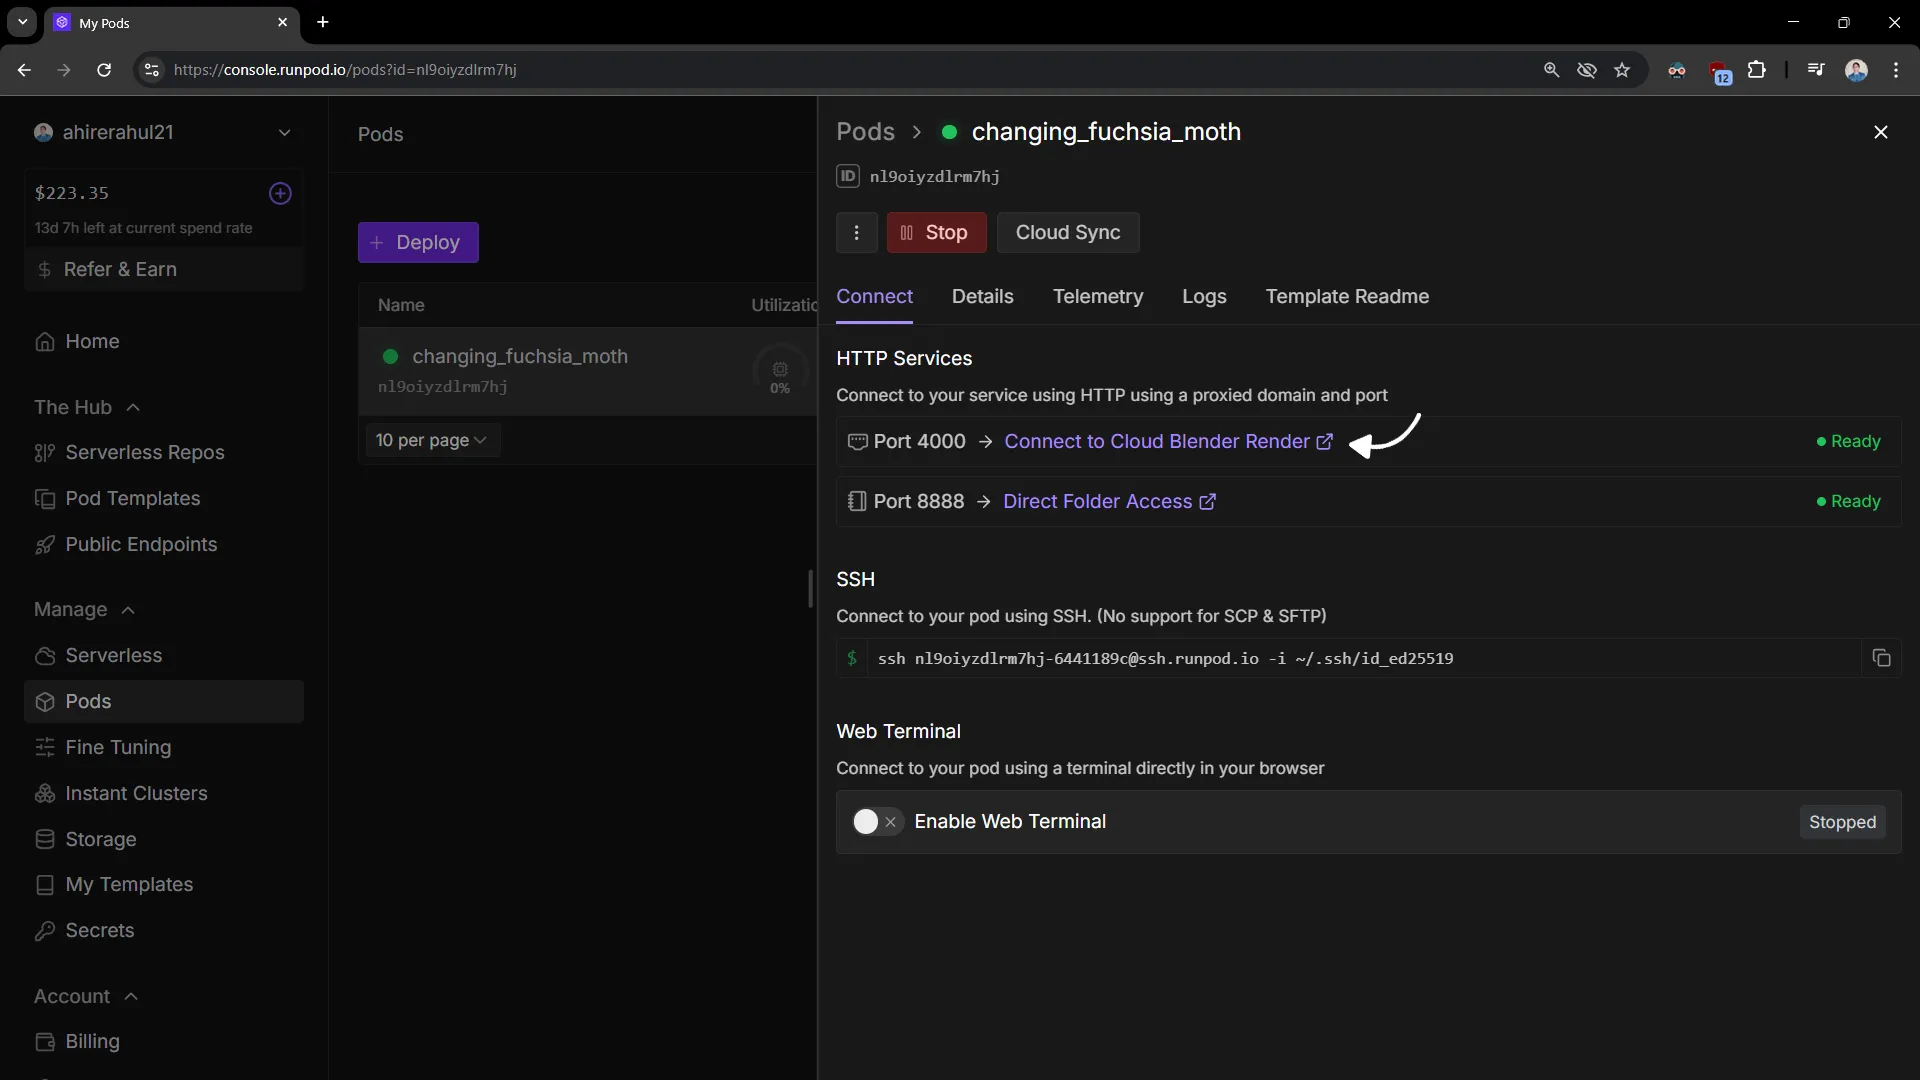 My Pods
https://console.runpod.io/pods?id=nl9oiyzdlrm7hj
12
ahirerahul21
$223.35
13d 7h left at current spend rate
Refer & Earn
Home
The Hub
Serverless Repos
Pod Templates
Public Endpoints
Manage
Serverless
Pods
Fine Tuning
Instant Clusters
Storage
My Templates
Secrets
Account
Billing
Pods
+ Deploy
Name
Utilizatio
changing_fuchsia_moth
nl9oiyzdlrm7hj
0%
10 per page
Pods > changing_fuchsia_moth
ID nl9oiyzdlrm7hj
Stop
Cloud Sync
Connect
Details
Telemetry
Logs
Template Readme
HTTP Services
Connect to your service using HTTP using a proxied domain and port
Port 4000 → Connect to Cloud Blender Render
Ready
Port 8888 → Direct Folder Access
Ready
SSH
Connect to your pod using SSH. (No support for SCP & SFTP)
$ ssh nl9oiyzdlrm7hj-6441189c@ssh.runpod.io -i ~/.ssh/id_ed25519
Web Terminal
Connect to your pod using a terminal directly in your browser
Enable Web Terminal
Stopped